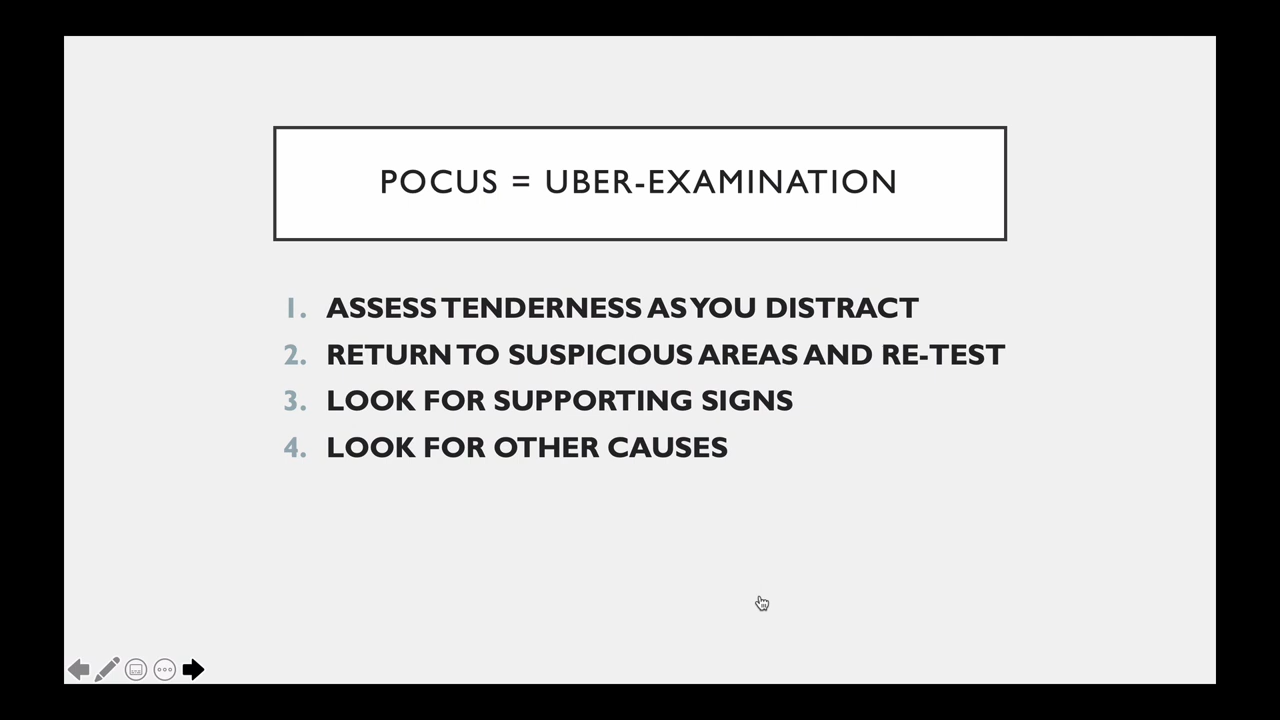 POCUS = UBER-EXAMINATION
1. ASSESS TENDERNESS AS YOU DISTRACT
2. RETURN TO SUSPICIOUS AREAS AND RE-TEST
3. LOOK FOR SUPPORTING SIGNS
4. LOOK FOR OTHER CAUSES